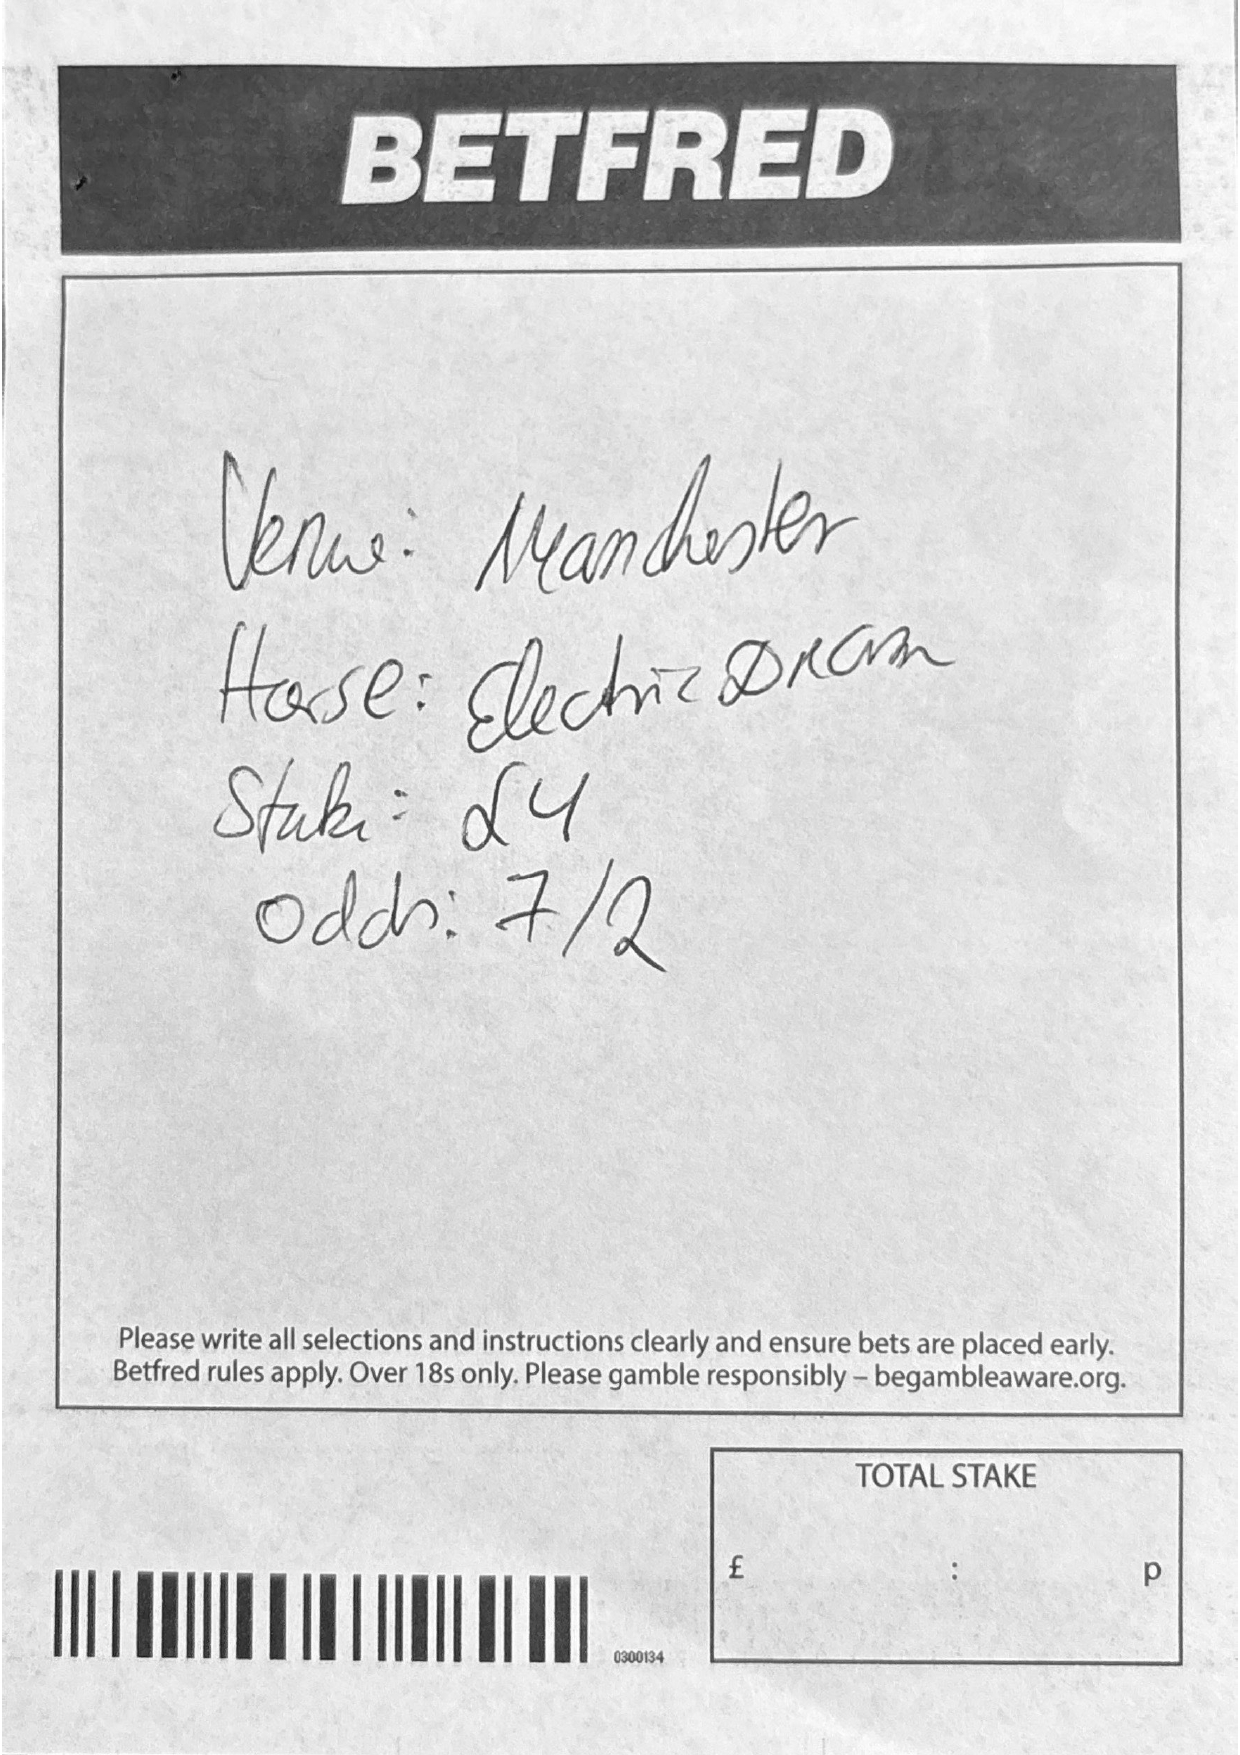 BETFRED
Venue: Manchester
Horse: Electric Dream
Stake: £4
Odds: 7/2
Please write all selections and instructions clearly and ensure bets are placed early.
Betfred rules apply. Over 18s only. Please gamble responsibly – begambleaware.org.
TOTAL STAKE
£ : p
0300134